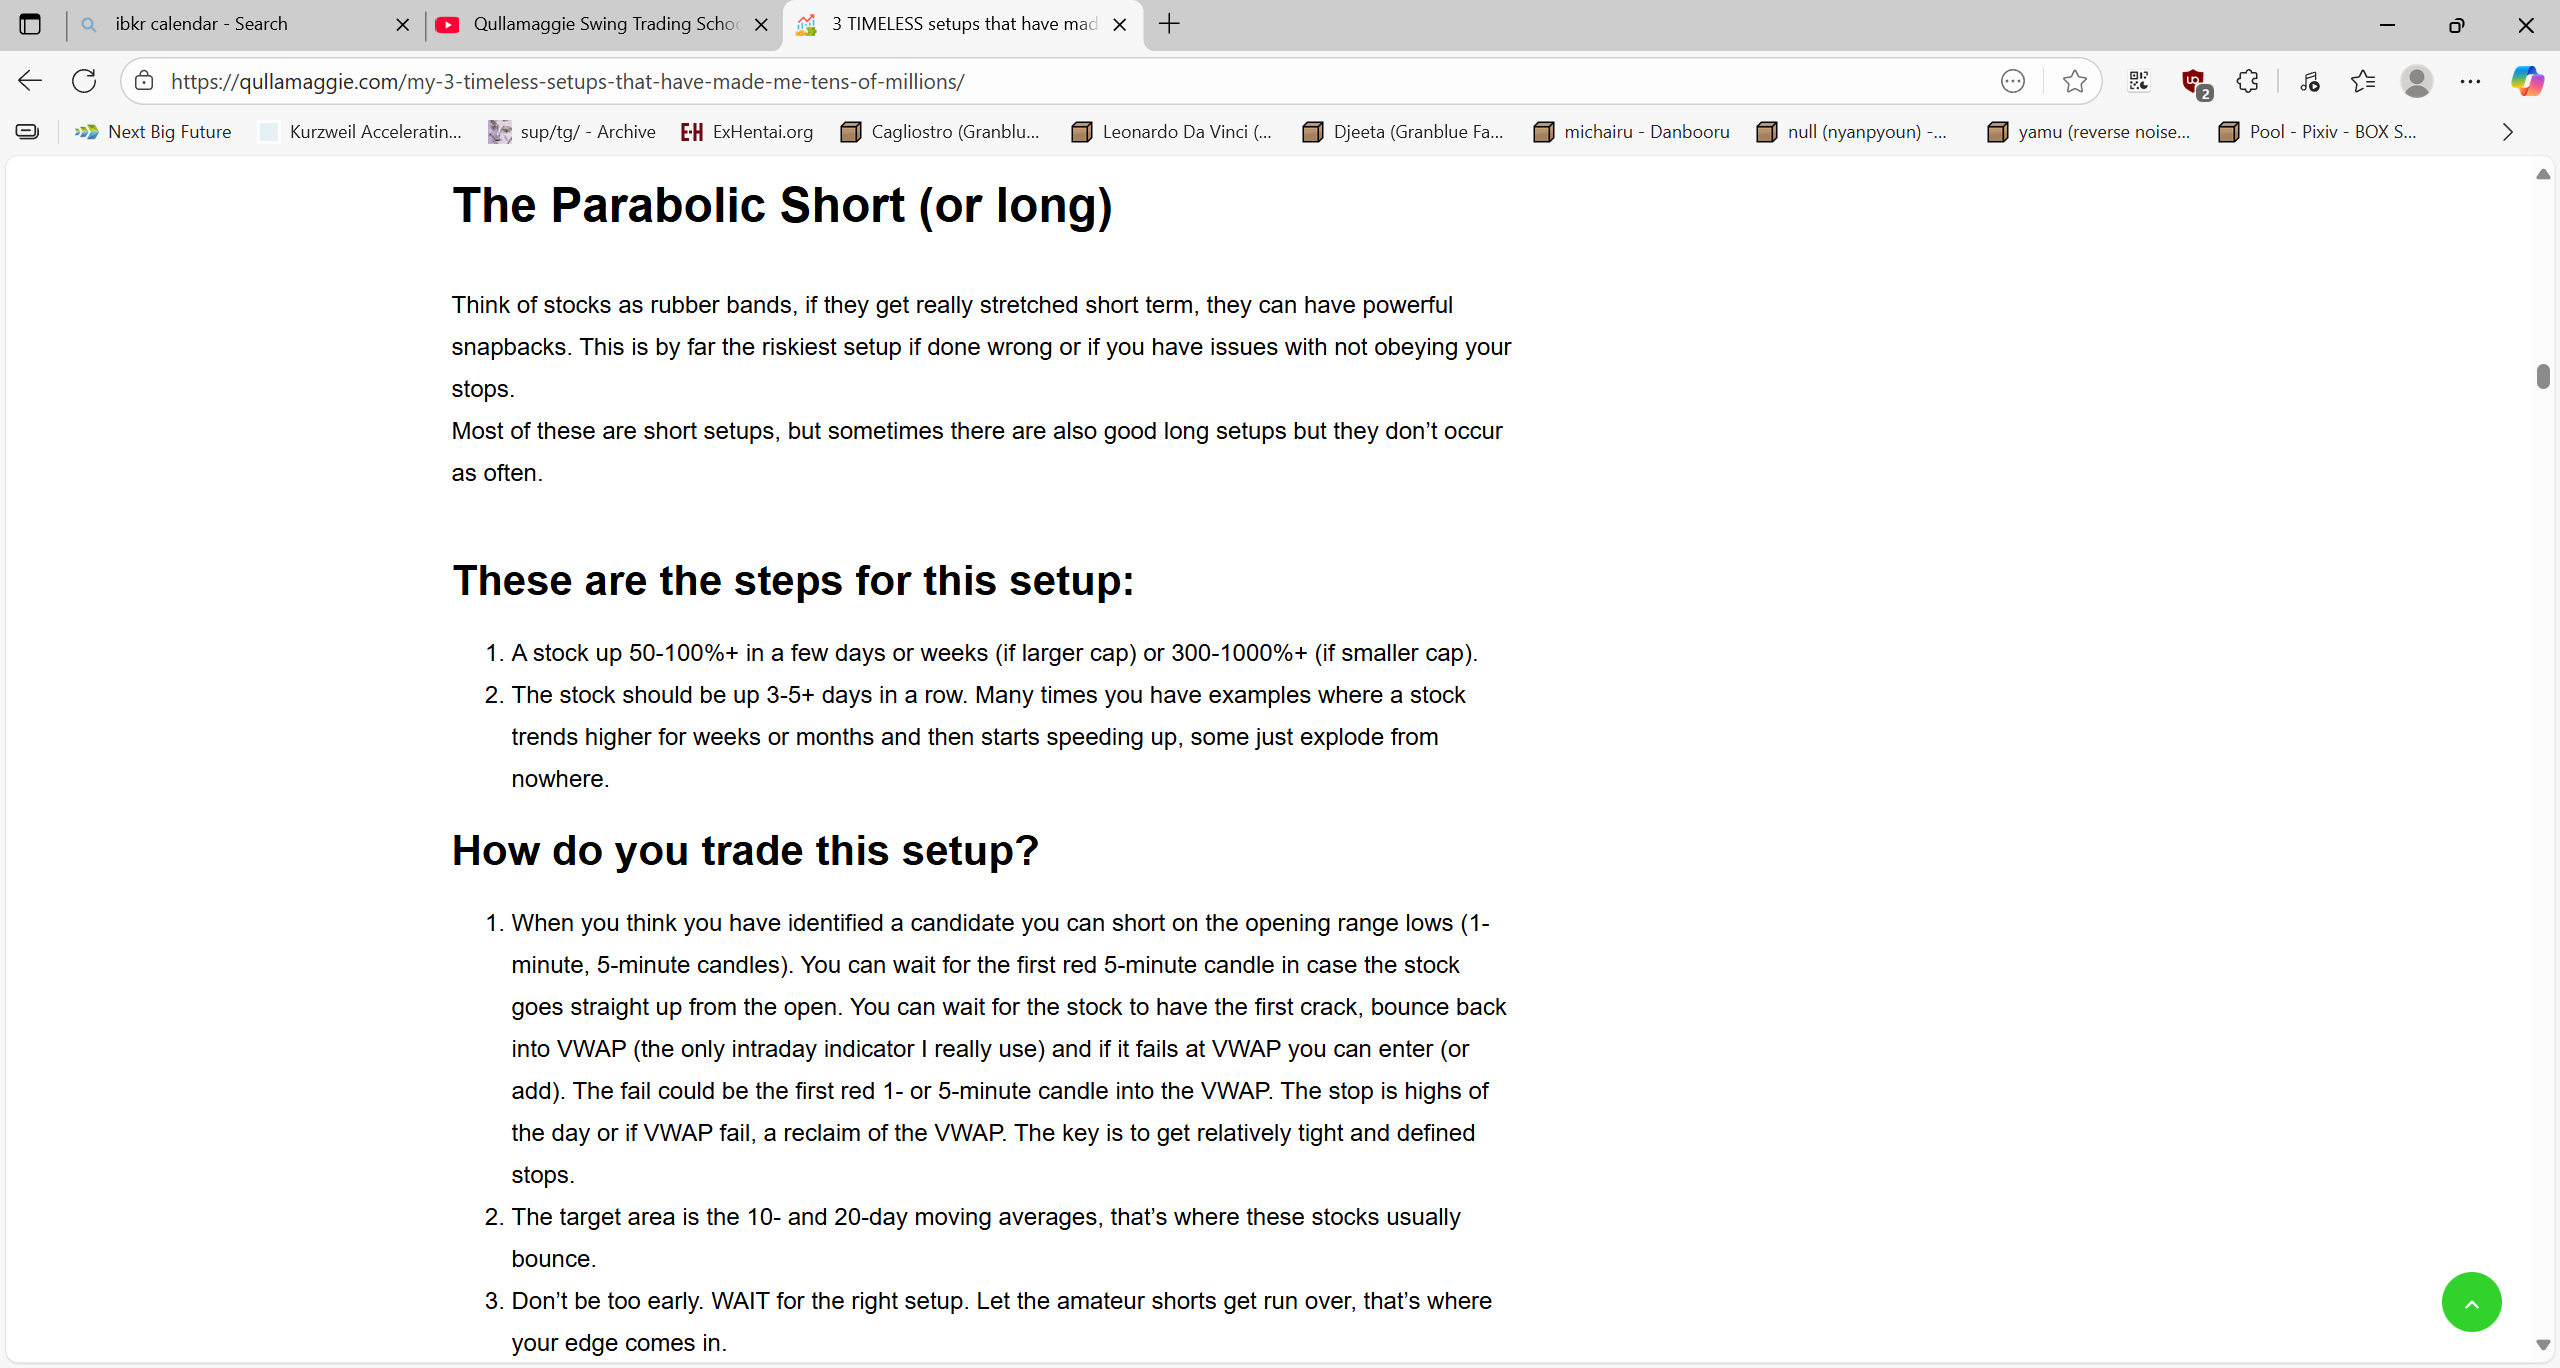 ibkr calendar - Search
Qullamaggie Swing Trading Schoo
3 TIMELESS setups that have mad
https://qullamaggie.com/my-3-timeless-setups-that-have-made-me-tens-of-millions/
2
Next Big Future
Kurzweil Acceleratin...
sup/tg/ - Archive
E-H ExHentai.org
Cagliostro (Granblu...
Leonardo Da Vinci (...
Djeeta (Granblue Fa...
michairu - Danbooru
null (nyanpyoun) -...
yamu (reverse noise...
Pool - Pixiv - BOX S...
The Parabolic Short (or long)
Think of stocks as rubber bands, if they get really stretched short term, they can have powerful
snapbacks. This is by far the riskiest setup if done wrong or if you have issues with not obeying your
stops.
Most of these are short setups, but sometimes there are also good long setups but they don’t occur
as often.
These are the steps for this setup:
1. A stock up 50-100%+ in a few days or weeks (if larger cap) or 300-1000%+ (if smaller cap).
2. The stock should be up 3-5+ days in a row. Many times you have examples where a stock
trends higher for weeks or months and then starts speeding up, some just explode from
nowhere.
How do you trade this setup?
1. When you think you have identified a candidate you can short on the opening range lows (1-
minute, 5-minute candles). You can wait for the first red 5-minute candle in case the stock
goes straight up from the open. You can wait for the stock to have the first crack, bounce back
into VWAP (the only intraday indicator I really use) and if it fails at VWAP you can enter (or
add). The fail could be the first red 1- or 5-minute candle into the VWAP. The stop is highs of
the day or if VWAP fail, a reclaim of the VWAP. The key is to get relatively tight and defined
stops.
2. The target area is the 10- and 20-day moving averages, that’s where these stocks usually
bounce.
3. Don’t be too early. WAIT for the right setup. Let the amateur shorts get run over, that’s where
your edge comes in.